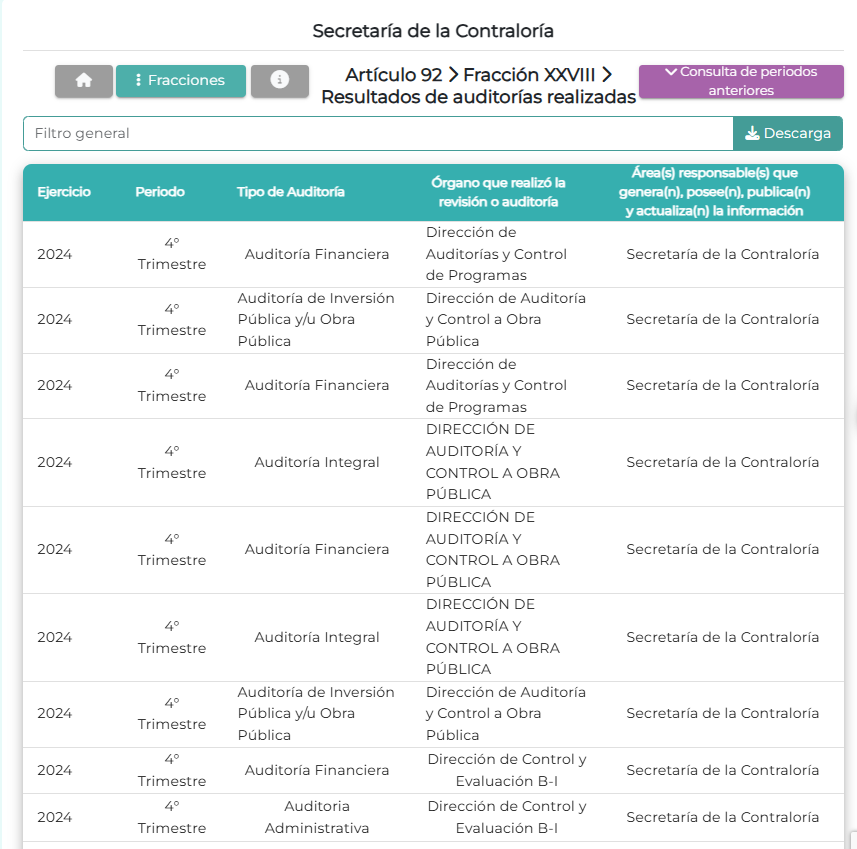 Secretaría de la Contraloría
Fracciones
Artículo 92 > Fracción XXVIII >
Resultados de auditorías realizadas
Consulta de periodos
anteriores
Filtro general
Descarga
Ejercicio
Periodo
Tipo de Auditoría
Órgano que realizó la
revisión o auditoría
Área(s) responsable(s) que
genera(n), posee(n), publica(n)
y actualiza(n) la información
2024
4°
Trimestre
Auditoría Financiera
Dirección de
Auditorías y Control
de Programas
Secretaría de la Contraloría
2024
4°
Trimestre
Auditoría de Inversión
Pública y/u Obra
Pública
Dirección de Auditoría
y Control a Obra
Pública
Secretaría de la Contraloría
2024
4°
Trimestre
Auditoría Financiera
Dirección de
Auditorías y Control
de Programas
Secretaría de la Contraloría
2024
4°
Trimestre
Auditoría Integral
DIRECCIÓN DE
AUDITORÍA Y
CONTROL A OBRA
PÚBLICA
Secretaría de la Contraloría
2024
4°
Trimestre
Auditoría Financiera
DIRECCIÓN DE
AUDITORÍA Y
CONTROL A OBRA
PÚBLICA
Secretaría de la Contraloría
2024
4°
Trimestre
Auditoría Integral
DIRECCIÓN DE
AUDITORÍA Y
CONTROL A OBRA
PÚBLICA
Secretaría de la Contraloría
2024
4°
Trimestre
Auditoría de Inversión
Pública y/u Obra
Pública
Dirección de Auditoría
y Control a Obra
Pública
Secretaría de la Contraloría
2024
4°
Trimestre
Auditoría Financiera
Dirección de Control y
Evaluación B-I
Secretaría de la Contraloría
2024
4°
Trimestre
Auditoria
Administrativa
Dirección de Control y
Evaluación B-I
Secretaría de la Contraloría